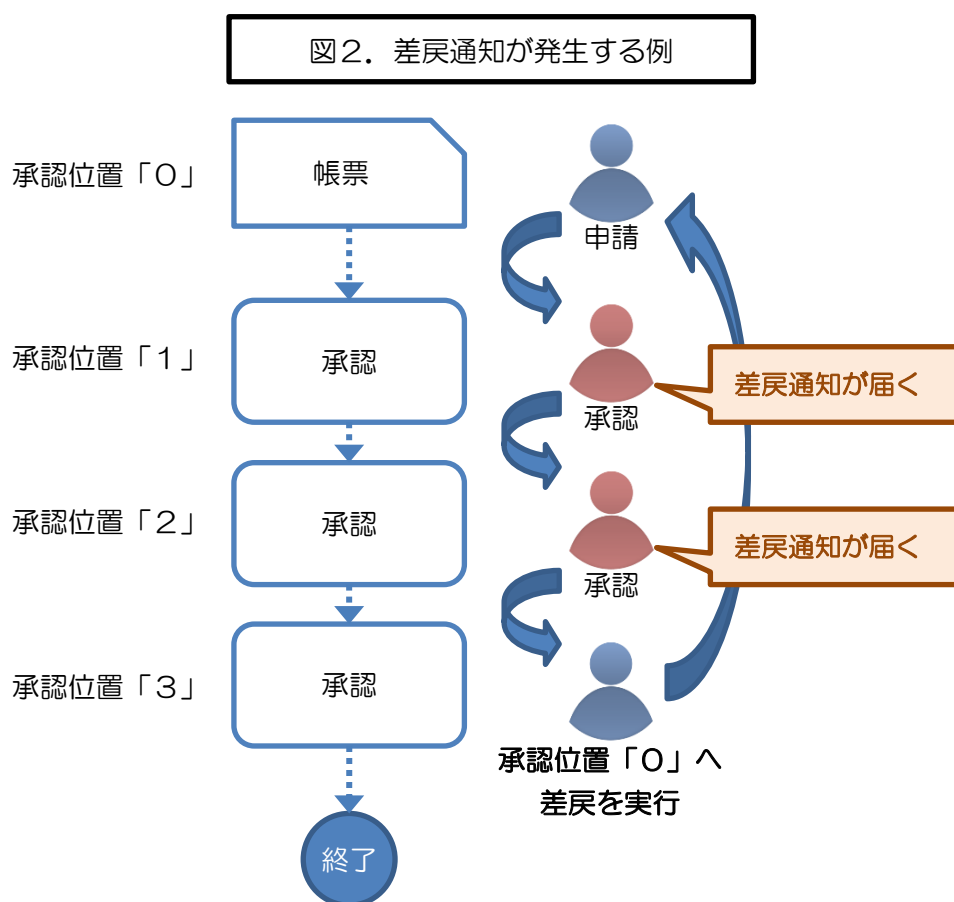 図2．差戻通知が発生する例
承認位置「0」
帳票
申請
承認位置「1」
承認
承認
差戻通知が届く
承認位置「2」
承認
承認
差戻通知が届く
承認位置「3」
承認
承認位置「0」へ
差戻を実行
終了